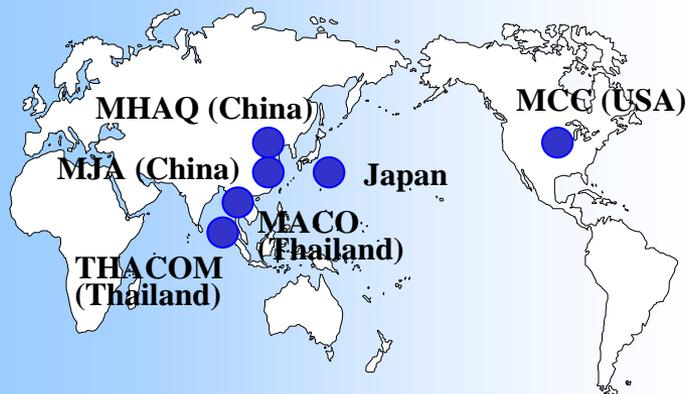 MHAQ (China)
MCC (USA)
MJA (China)
Japan
MACO
(Thailand)
THACOM
(Thailand)